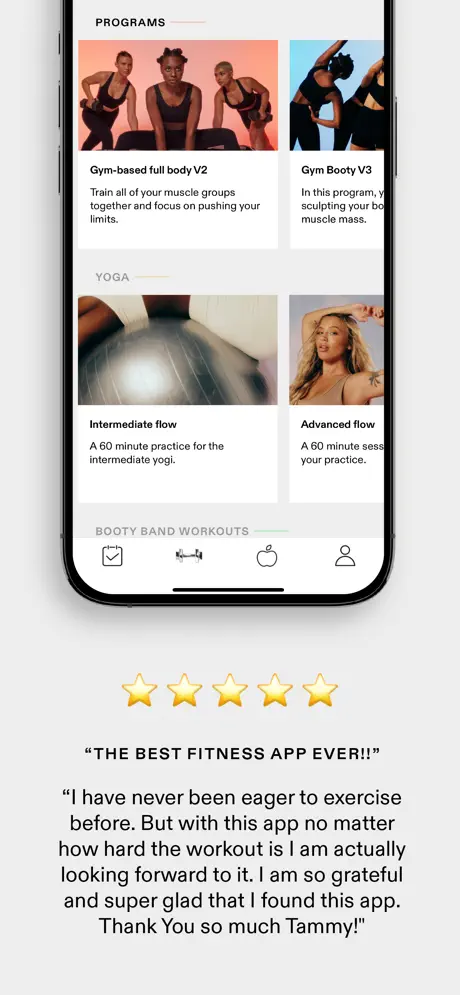 PROGRAMS
Gym-based full body V2
Train all of your muscle groups
together and focus on pushing your
limits.
Gym Booty V3
In this program, y
sculpting your bo
muscle mass.
YOGA
Intermediate flow
A 60 minute practice for the
intermediate yogi.
Advanced flow
A 60 minute sess
your practice.
BOOTY BAND WORKOUTS
“THE BEST FITNESS APP EVER!!”
“I have never been eager to exercise
before. But with this app no matter
how hard the workout is I am actually
looking forward to it. I am so grateful
and super glad that I found this app.
Thank You so much Tammy!"